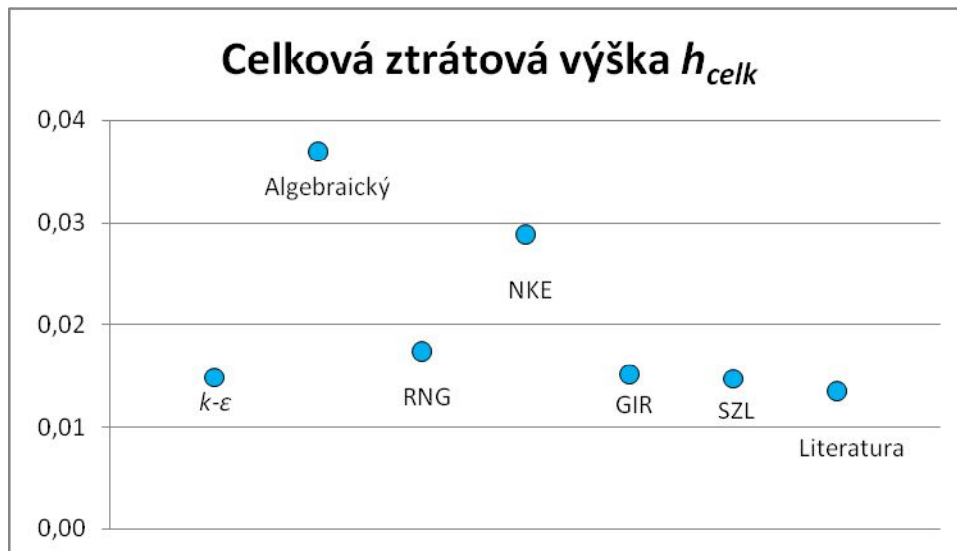 Celková ztrátová výška h_celk
0,04
Algebraický
0,03
NKE
0,02
k-ε
RNG
GIR
SZL
0,01
Literatura
0,00